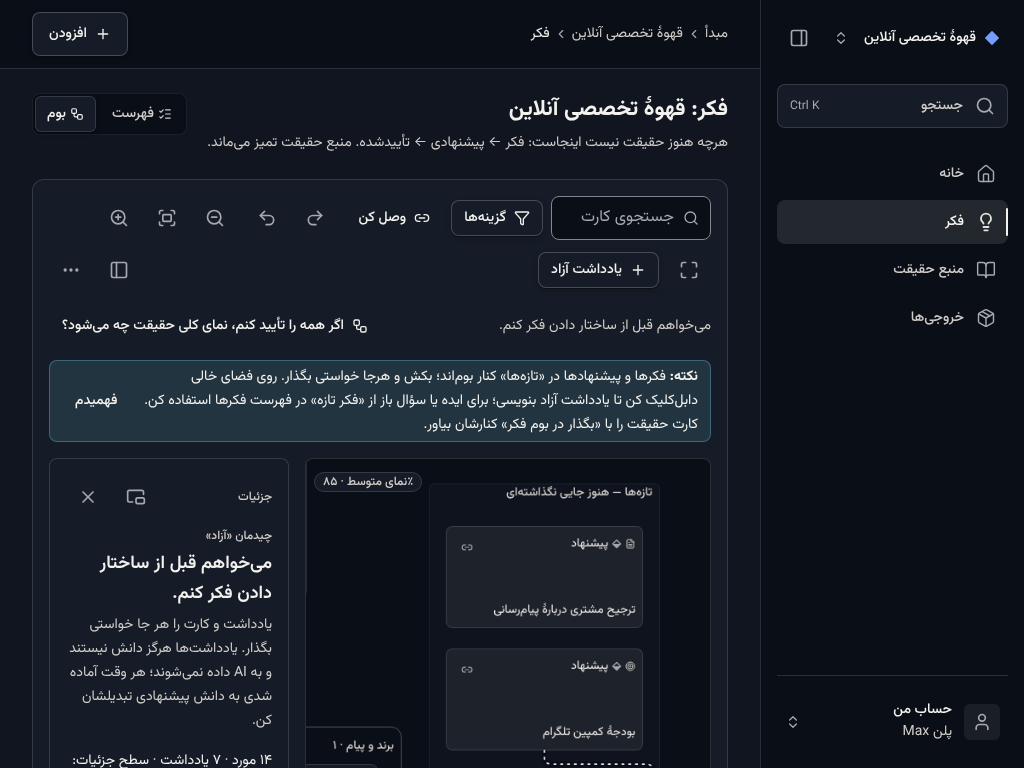 قهوهٔ تخصصی آنلاین
جستجو
Ctrl K
خانه
فکر
منبع حقیقت
خروجی‌ها
حساب من
پلن Max
مبدأ › قهوهٔ تخصصی آنلاین › فکر
افزودن
فکر: قهوهٔ تخصصی آنلاین
هرچه هنوز حقیقت نیست اینجاست: فکر ← پیشنهادی ← تأییدشده. منبع حقیقت تمیز می‌ماند.
فهرست
بوم
جستجوی کارت
گزینه‌ها
وصل کن
یادداشت آزاد
می‌خواهم قبل از ساختار دادن فکر کنم.
اگر همه را تأیید کنم، نمای کلی حقیقت چه می‌شود؟
نکته: فکرها و پیشنهادها در «تازه‌ها» کنار بوم‌اند؛ بکش و هرجا خواستی بگذار. روی فضای خالی
دابل‌کلیک کن تا یادداشت آزاد بنویسی؛ برای ایده یا سؤال باز از «فکر تازه» در فهرست فکرها استفاده کن.
کارت حقیقت را با «بگذار در بوم فکر» کنارشان بیاور.
فهمیدم
تازه‌ها — هنوز جایی نگذاشته‌ای
نمای متوسط · ۸۵٪
پیشنهاد
ترجیح مشتری دربارهٔ پیام‌رسانی
پیشنهاد
بودجهٔ کمپین تلگرام
برند و پیام · ۱
جزئیات
چیدمان «آزاد»
می‌خواهم قبل از ساختار
دادن فکر کنم.
یادداشت و کارت را هر جا خواستی
بگذار. یادداشت‌ها هرگز دانش نیستند
و به AI داده نمی‌شوند؛ هر وقت آماده
شدی به دانش پیشنهادی تبدیلشان
کن.
۱۴ مورد · ۷ یادداشت · سطح جزئیات: